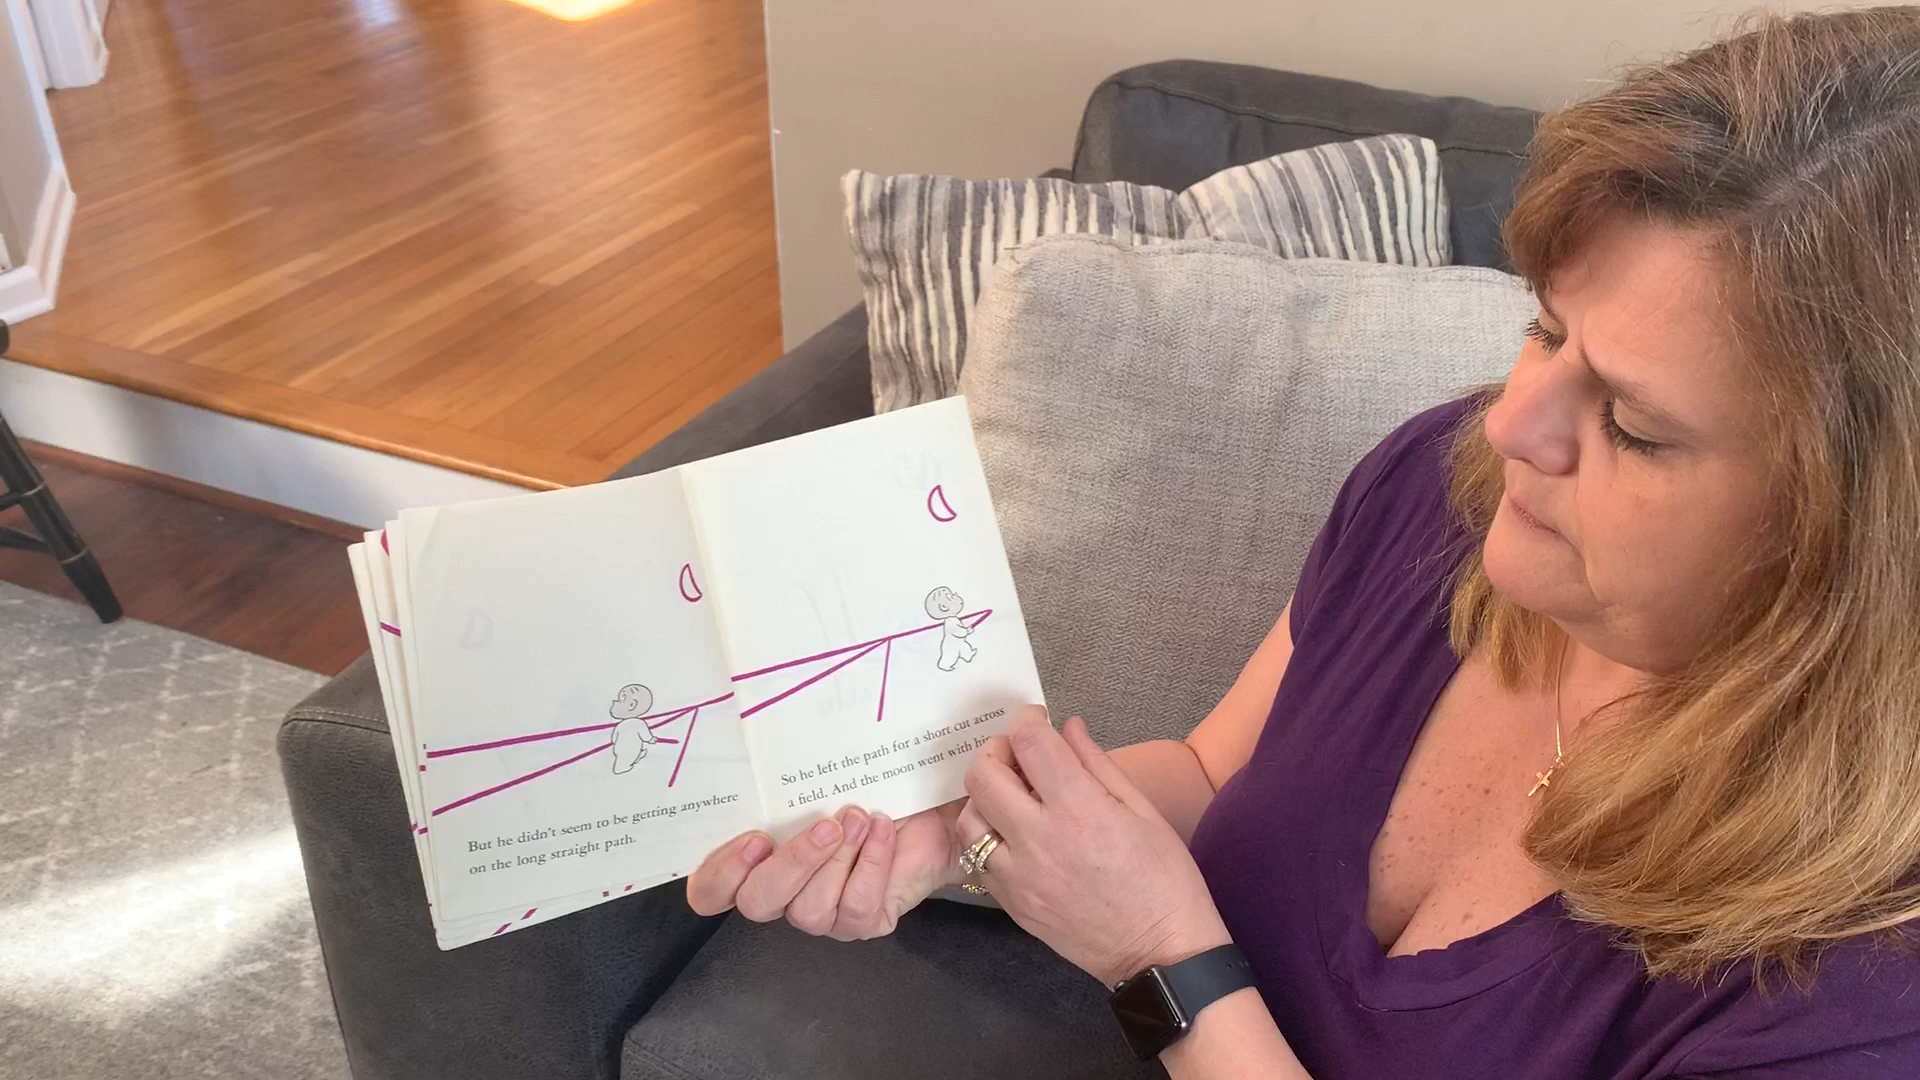 But he didn't seem to be getting anywhere
on the long straight path.
So he left the path for a short cut across
a field. And the moon went with